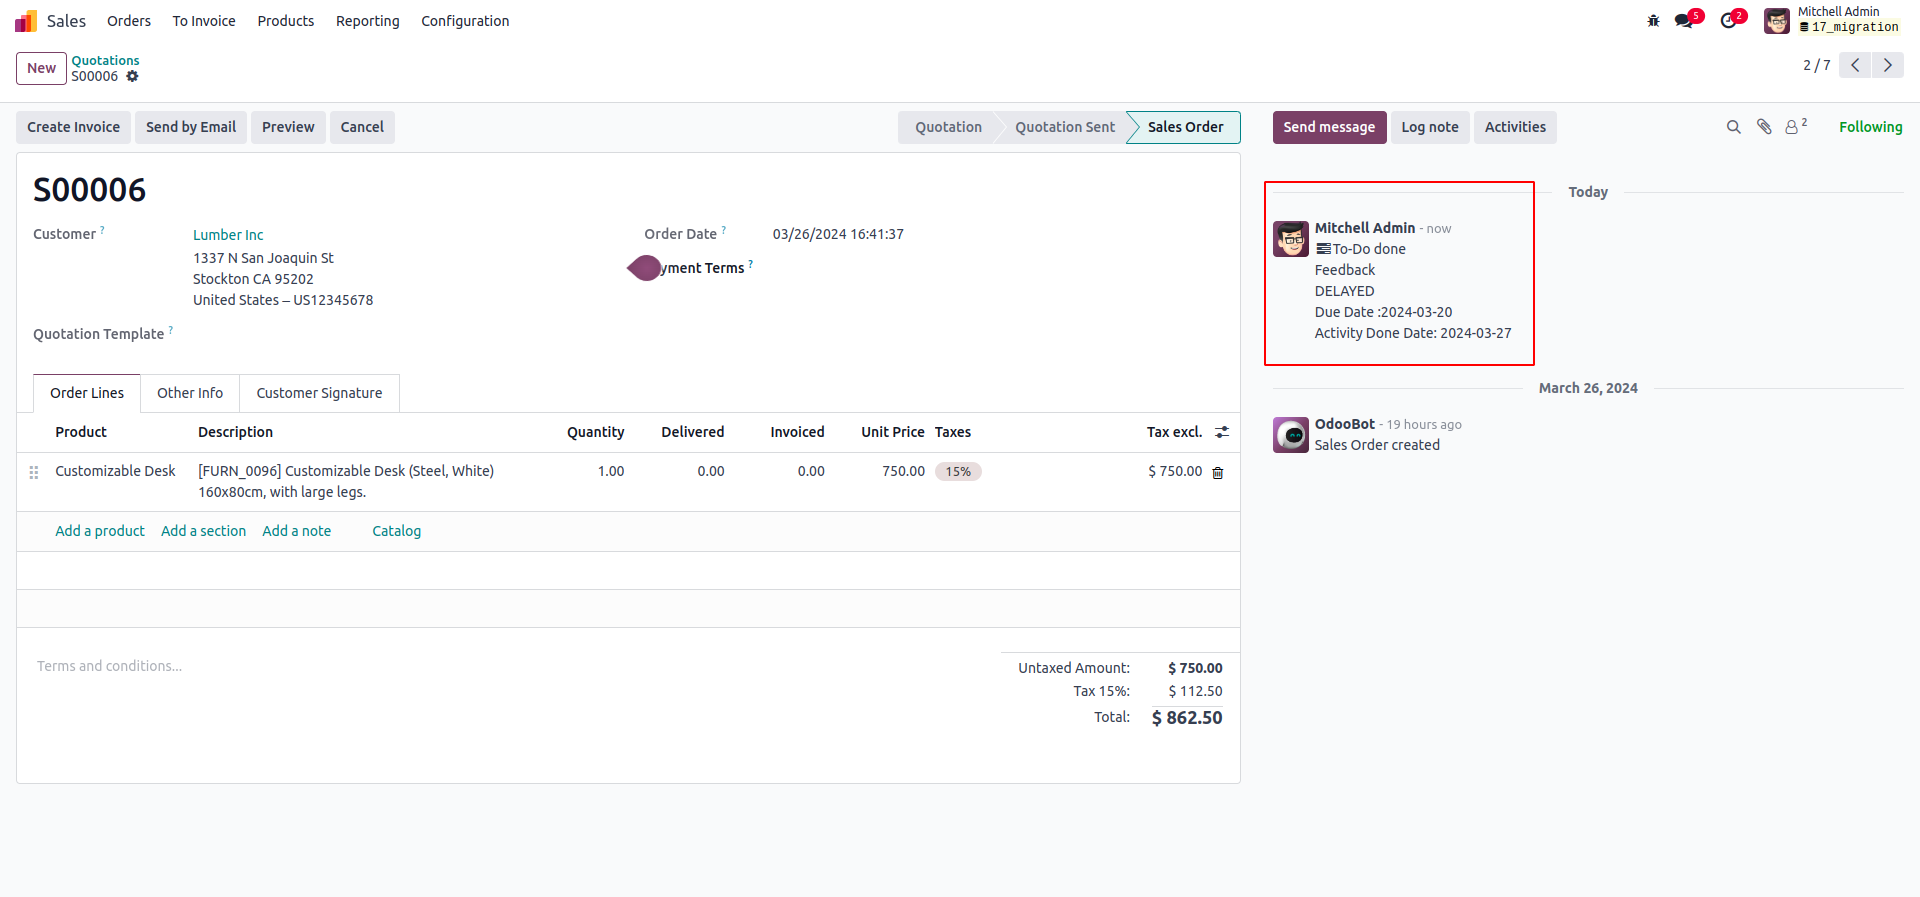 Sales Orders To Invoice Products Reporting Configuration 5 2 Mitchell Admin
17_migration
New Quotations
S00006 2 / 7
Create Invoice Send by Email Preview Cancel Quotation Quotation Sent Sales Order Send message Log note Activities 2 Following
S00006
Customer ? Lumber Inc
1337 N San Joaquin St
Stockton CA 95202
United States – US12345678
Quotation Template ?
Order Date ? 03/26/2024 16:41:37
yment Terms ?
Order Lines Other Info Customer Signature
Product Description Quantity Delivered Invoiced Unit Price Taxes Tax excl.
Customizable Desk [FURN_0096] Customizable Desk (Steel, White) 1.00 0.00 0.00 750.00 15% $ 750.00
160x80cm, with large legs.
Add a product Add a section Add a note Catalog
Terms and conditions...
Untaxed Amount: $ 750.00
Tax 15%: $ 112.50
Total: $ 862.50
Today
Mitchell Admin - now
To-Do done
Feedback
DELAYED
Due Date :2024-03-20
Activity Done Date: 2024-03-27
March 26, 2024
OdooBot - 19 hours ago
Sales Order created